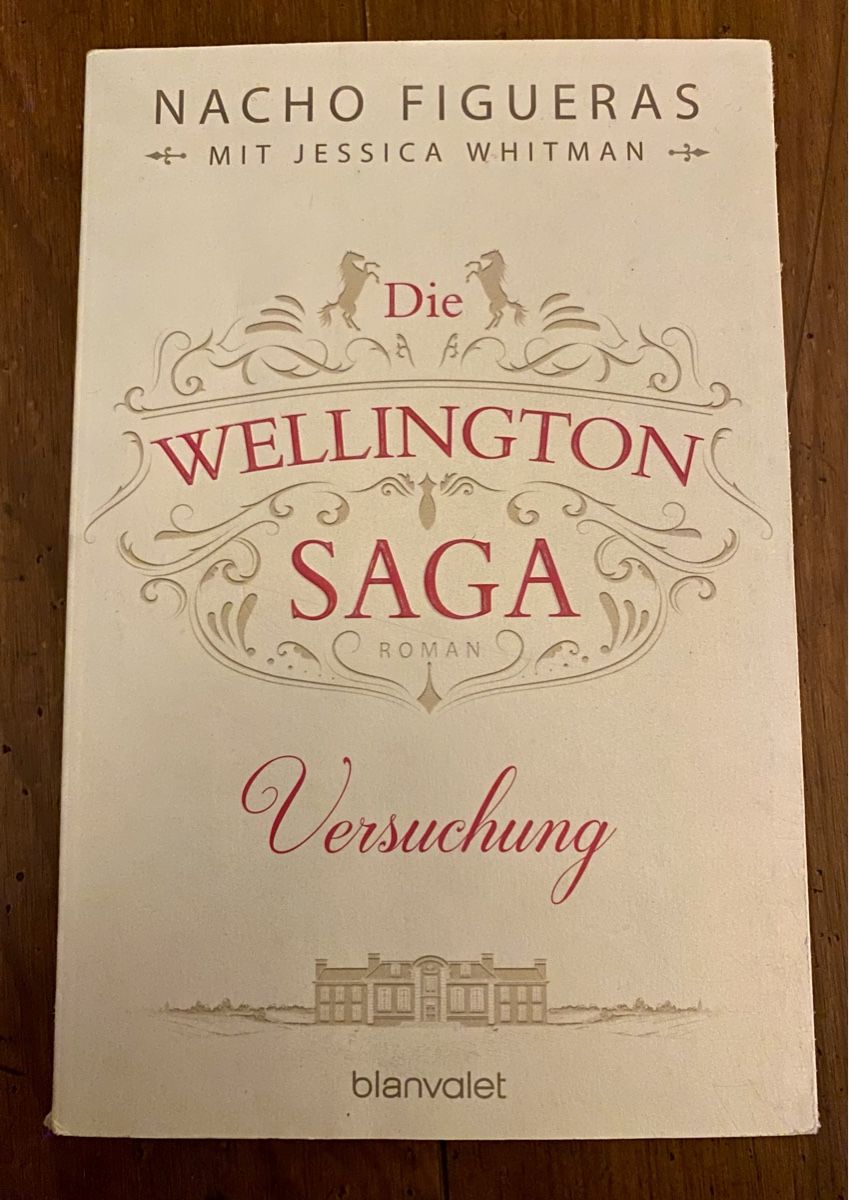 NACHO FIGUERAS
MIT JESSICA WHITMAN
Die
WELLINGTON
SAGA
ROMAN
Versuchung
blanvalet